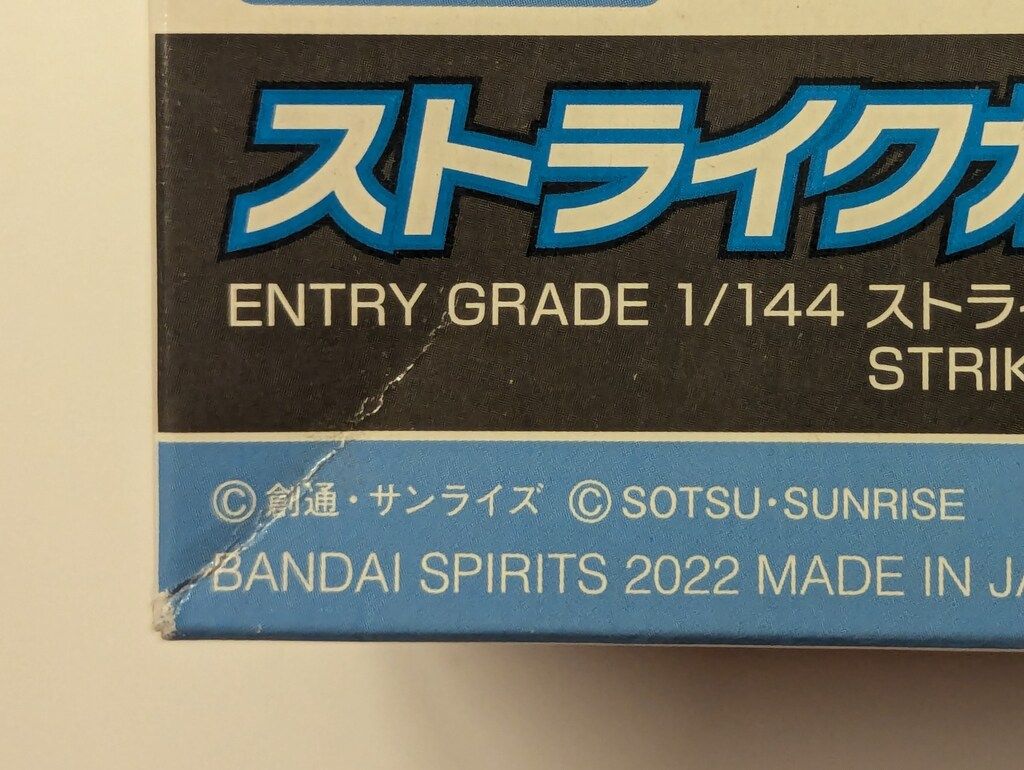 ストライク
ENTRY GRADE 1/144 ストラ
STRIK
© 創通・サンライズ © SOTSU・SUNRISE
BANDAI SPIRITS 2022 MADE IN JA